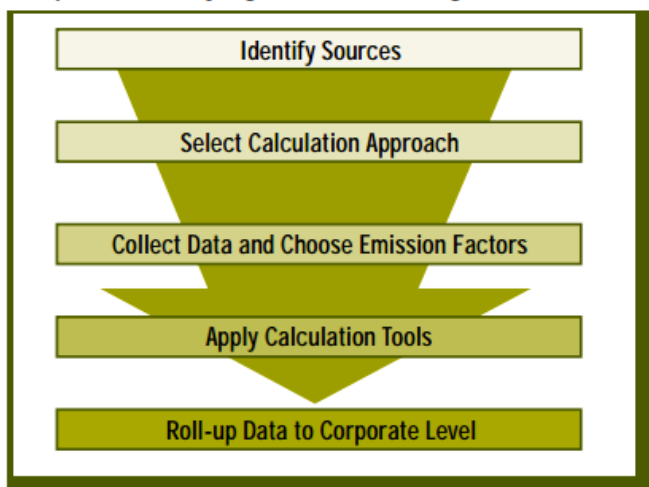 Identify Sources
Select Calculation Approach
Collect Data and Choose Emission Factors
Apply Calculation Tools
Roll-up Data to Corporate Level